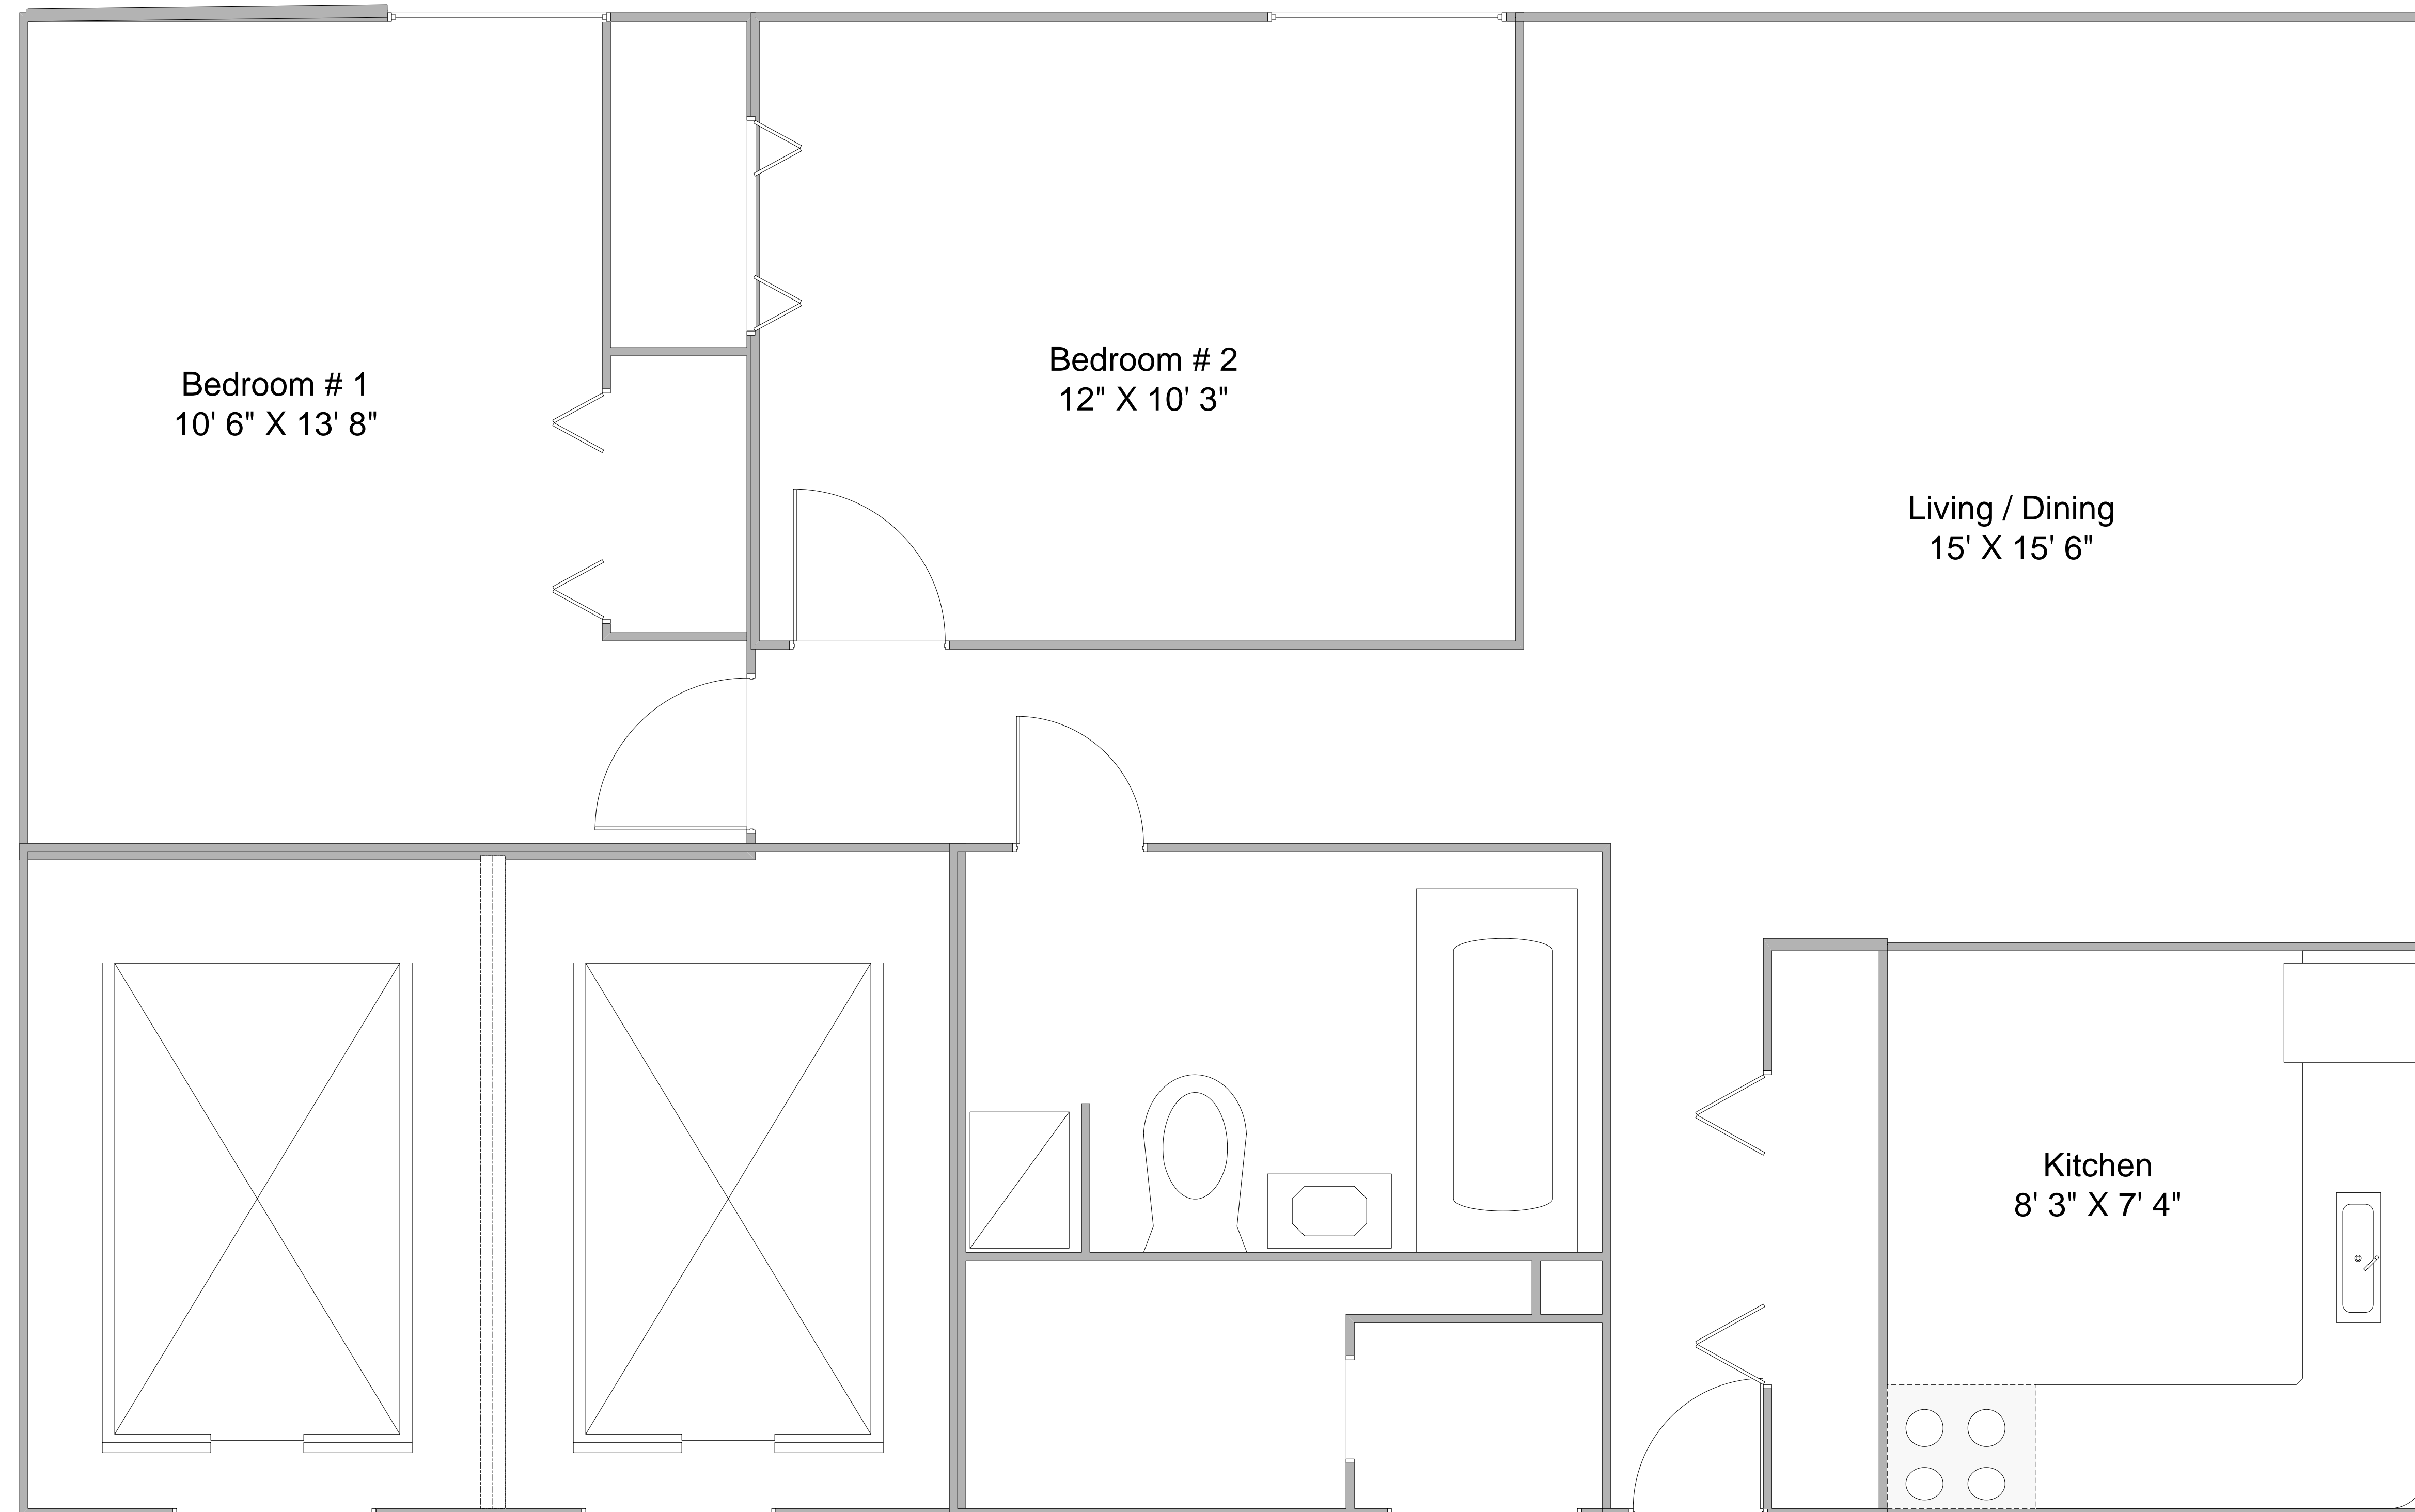 Bedroom # 1
10' 6" X 13' 8"
Bedroom # 2
12" X 10' 3"
Living / Dining
15' X 15' 6"
Kitchen
8' 3" X 7' 4"